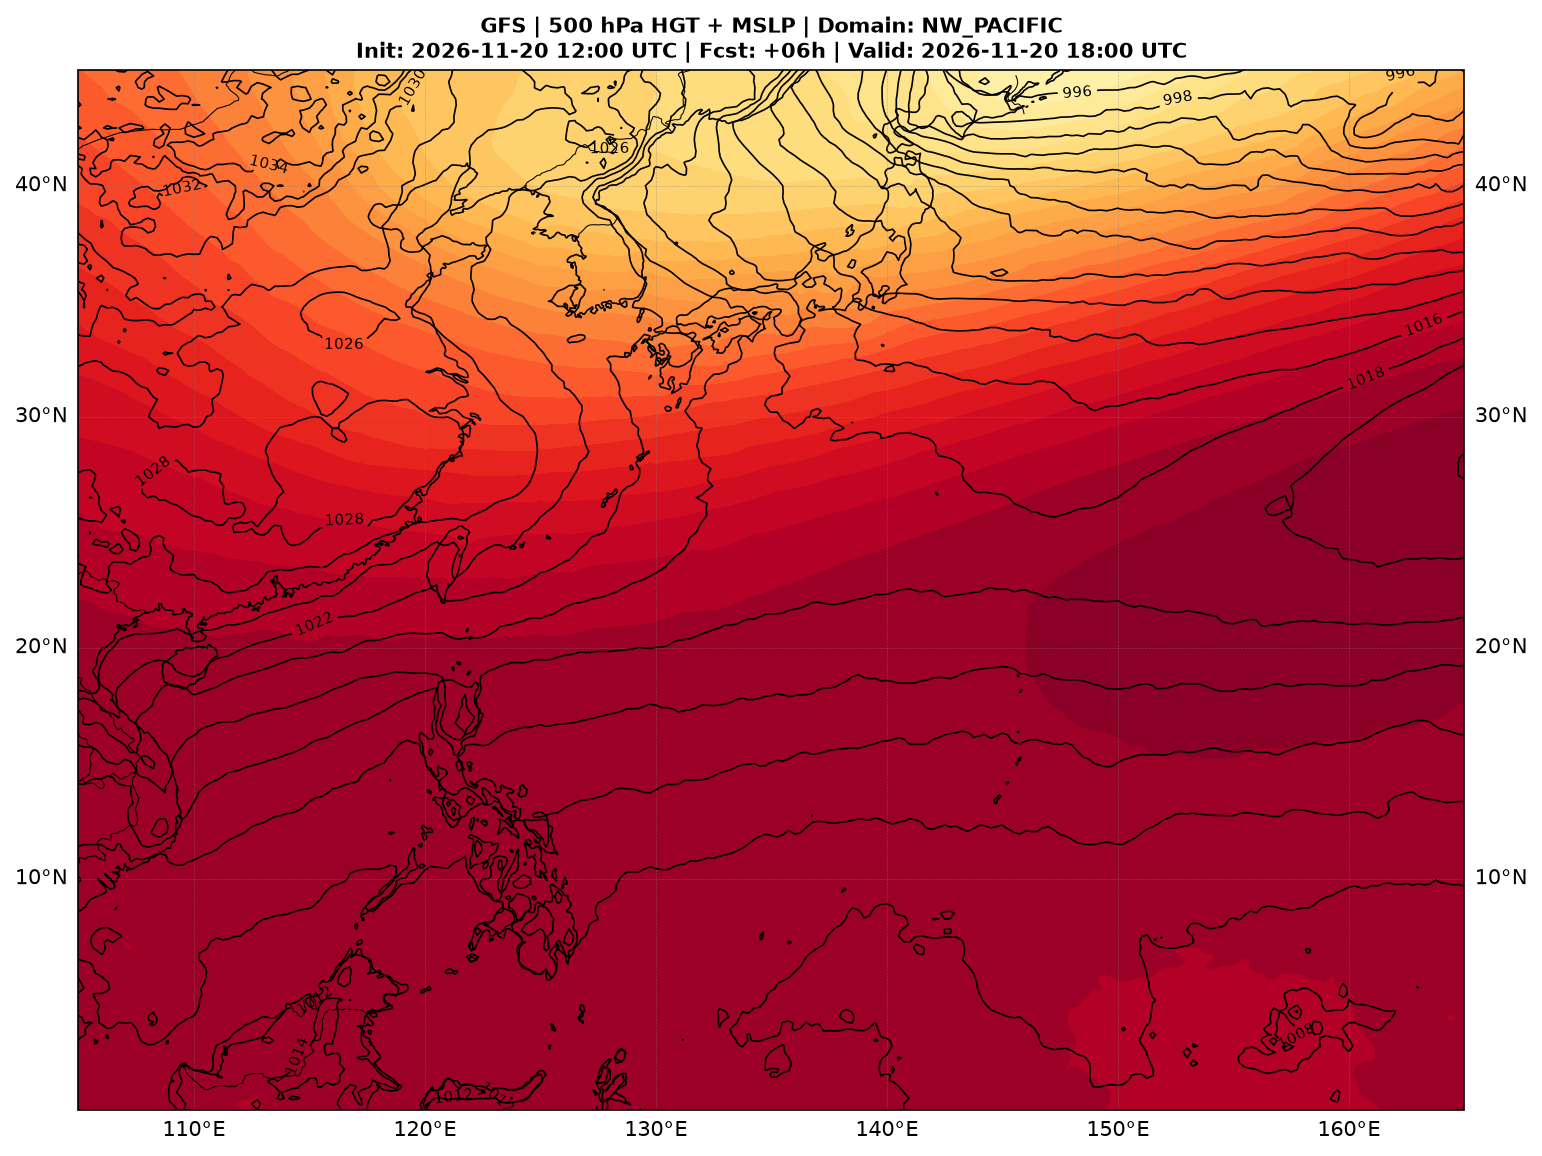 GFS | 500 hPa HGT + MSLP | Domain: NW_PACIFIC
Init: 2026-11-20 12:00 UTC | Fcst: +06h | Valid: 2026-11-20 18:00 UTC
996
1030
996
998
1026
1034
1032
40°N
40°N
1016
1026
1018
30°N
30°N
1028
1028
1022
20°N
20°N
10°N
10°N
1012
1008
1014
1012
110°E
120°E
130°E
140°E
150°E
160°E